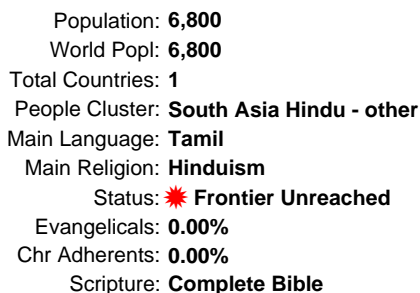 Population: 6,800
World Popl: 6,800
Total Countries: 1
People Cluster: South Asia Hindu - other
Main Language: Tamil
Main Religion: Hinduism
Status: Frontier Unreached
Evangelicals: 0.00%
Chr Adherents: 0.00%
Scripture: Complete Bible